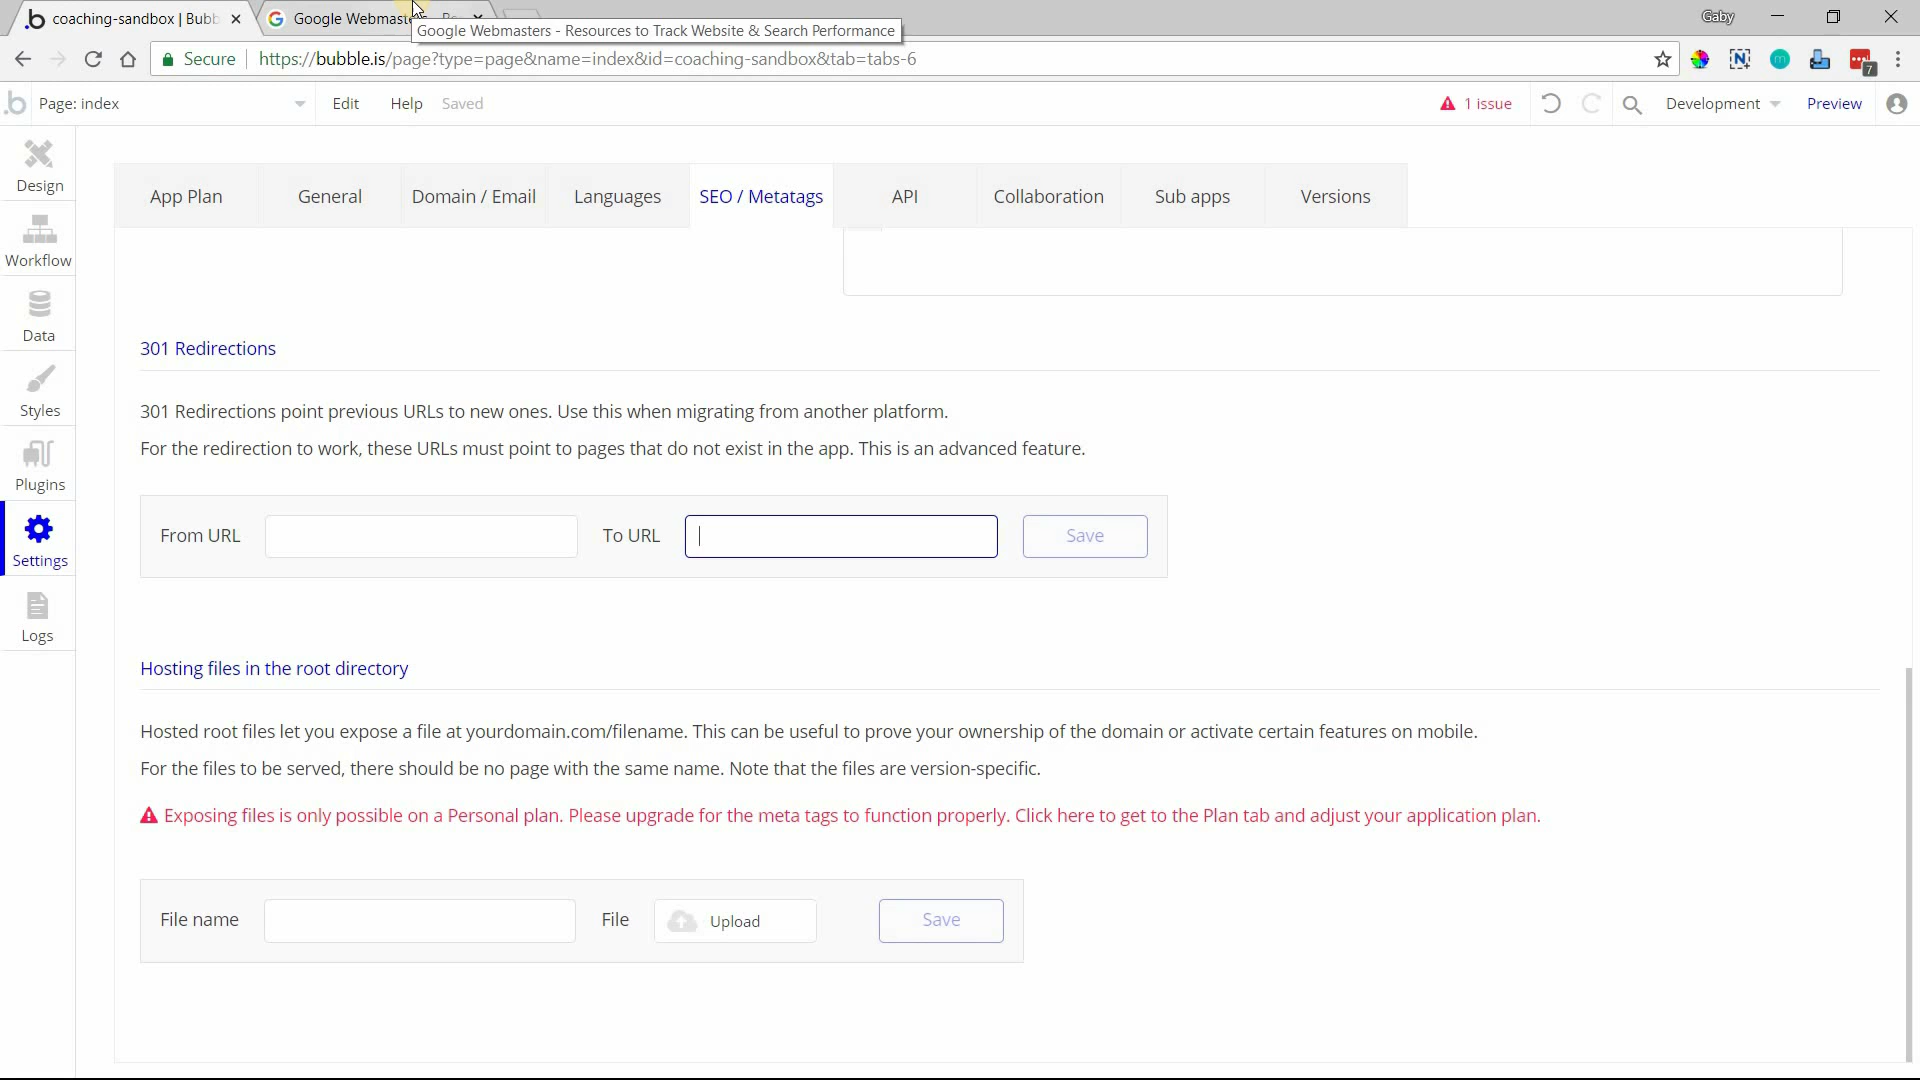 coaching-sandbox | Bubb
Google Webmast
Gaby
Google Webmasters - Resources to Track Website & Search Performance
Secure
https://bubble.is/page?type=page&name=index&id=coaching-sandbox&tab=tabs-6
7
Page: index
Edit
Help
Saved
1 issue
Development
Preview
Design
Workflow
Data
Styles
Plugins
Settings
Logs
App Plan
General
Domain / Email
Languages
SEO / Metatags
API
Collaboration
Sub apps
Versions
301 Redirections
301 Redirections point previous URLs to new ones. Use this when migrating from another platform.
For the redirection to work, these URLs must point to pages that do not exist in the app. This is an advanced feature.
From URL
To URL
Save
Hosting files in the root directory
Hosted root files let you expose a file at yourdomain.com/filename. This can be useful to prove your ownership of the domain or activate certain features on mobile.
For the files to be served, there should be no page with the same name. Note that the files are version-specific.
Exposing files is only possible on a Personal plan. Please upgrade for the meta tags to function properly. Click here to get to the Plan tab and adjust your application plan.
File name
File
Upload
Save